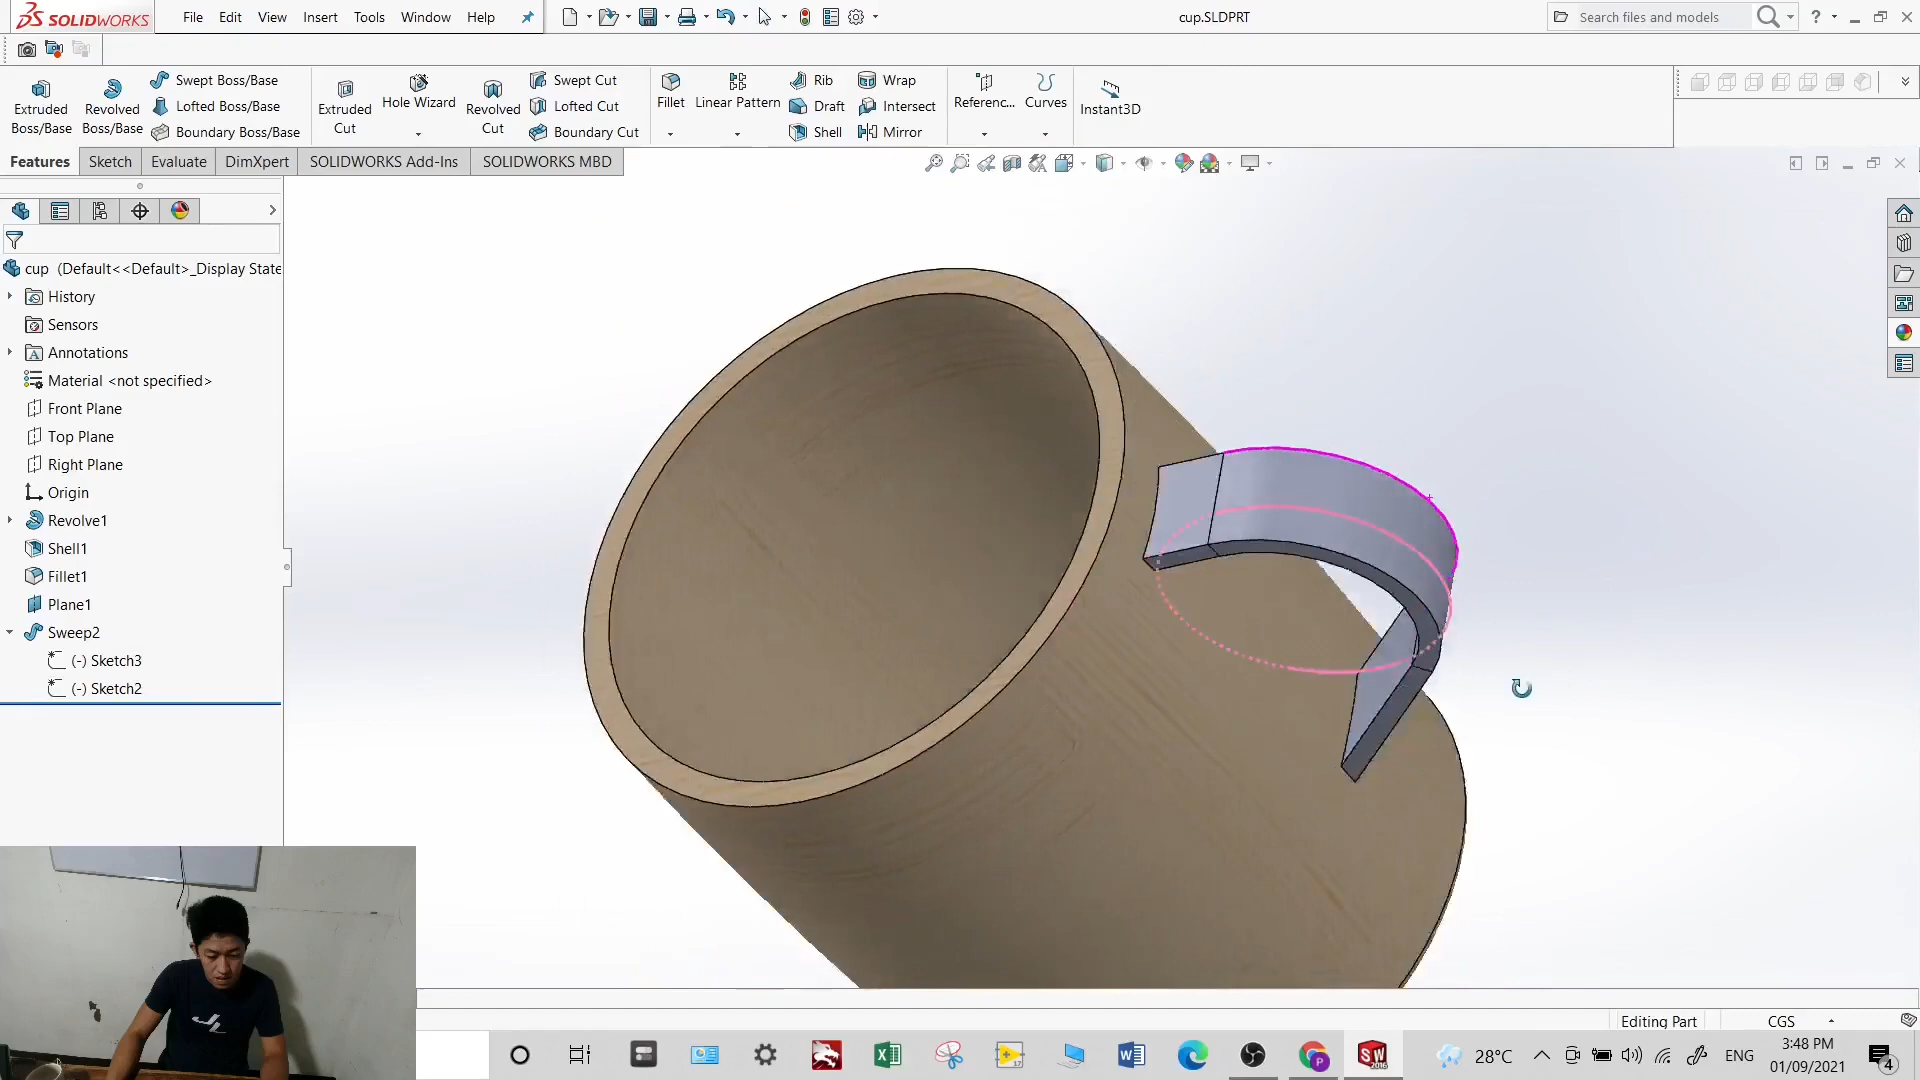 SOLIDWORKS
File Edit View Insert Tools Window Help
cup.SLDPRT
Search files and models
?
Extruded Boss/Base
Revolved Boss/Base
Swept Boss/Base
Lofted Boss/Base
Boundary Boss/Base
Extruded Cut
Hole Wizard
Revolved Cut
Swept Cut
Lofted Cut
Boundary Cut
Fillet
Linear Pattern
Rib
Draft
Shell
Wrap
Intersect
Mirror
Referenc...
Curves
Instant3D
Features Sketch Evaluate DimXpert SOLIDWORKS Add-Ins SOLIDWORKS MBD
cup (Default<<Default>_Display State
History
Sensors
Annotations
Material <not specified>
Front Plane
Top Plane
Right Plane
Origin
Revolve1
Shell1
Fillet1
Plane1
Sweep2
(-) Sketch3
(-) Sketch2
Editing Part
CGS
28°C
ENG
3:48 PM
01/09/2021
4